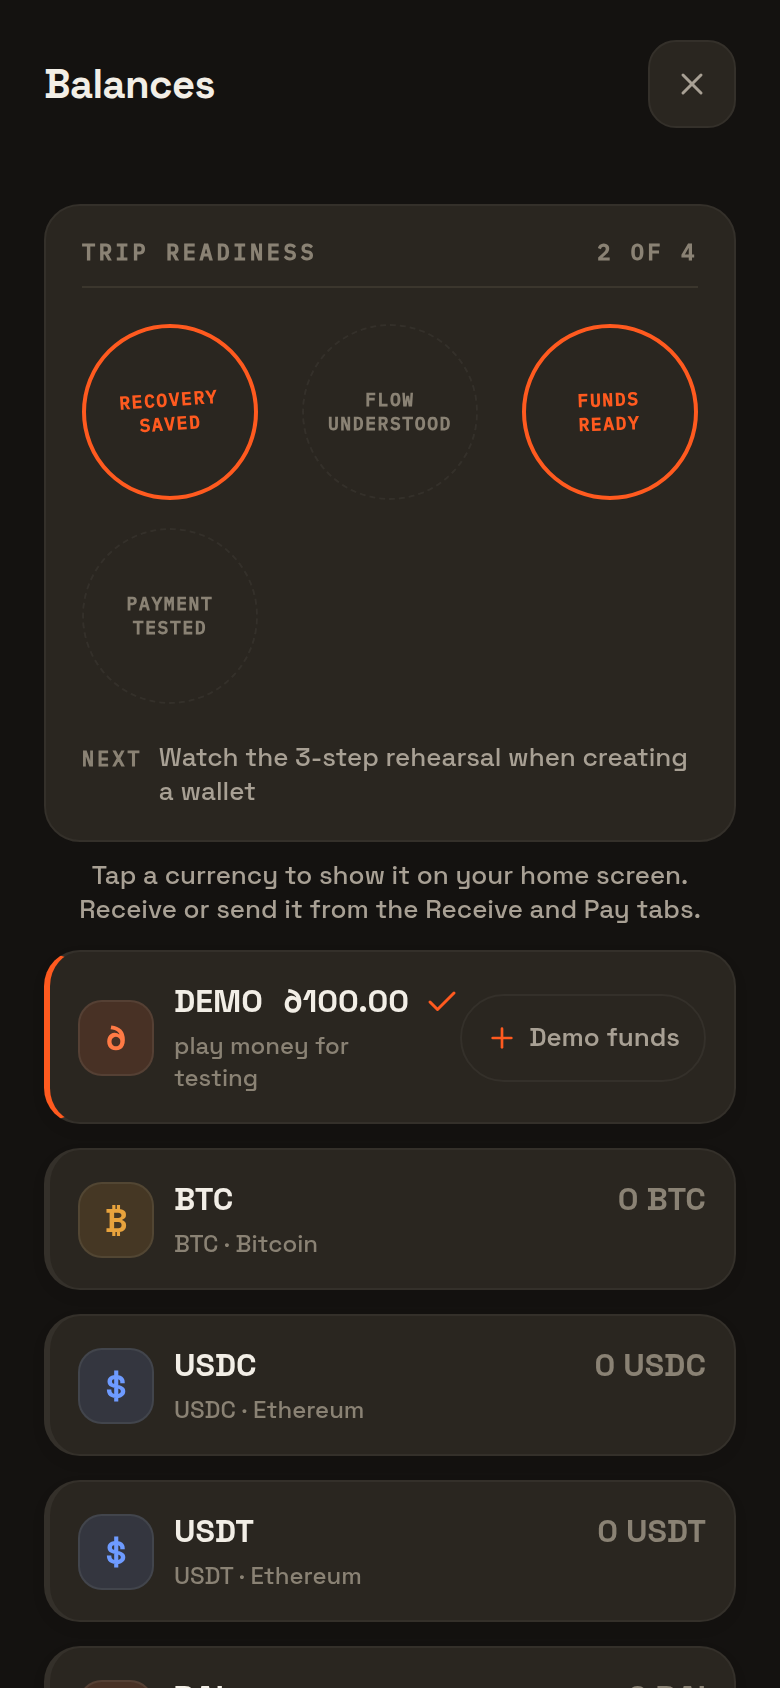 Balances
TRIP READINESS
2 OF 4
RECOVERY
SAVED
FLOW
UNDERSTOOD
FUNDS
READY
PAYMENT
TESTED
NEXT Watch the 3-step rehearsal when creating
a wallet
Tap a currency to show it on your home screen.
Receive or send it from the Receive and Pay tabs.
∂
DEMO ∂100.00
play money for
testing
+ Demo funds
₿
BTC
0 BTC
BTC · Bitcoin
$
USDC
0 USDC
USDC · Ethereum
$
USDT
0 USDT
USDT · Ethereum